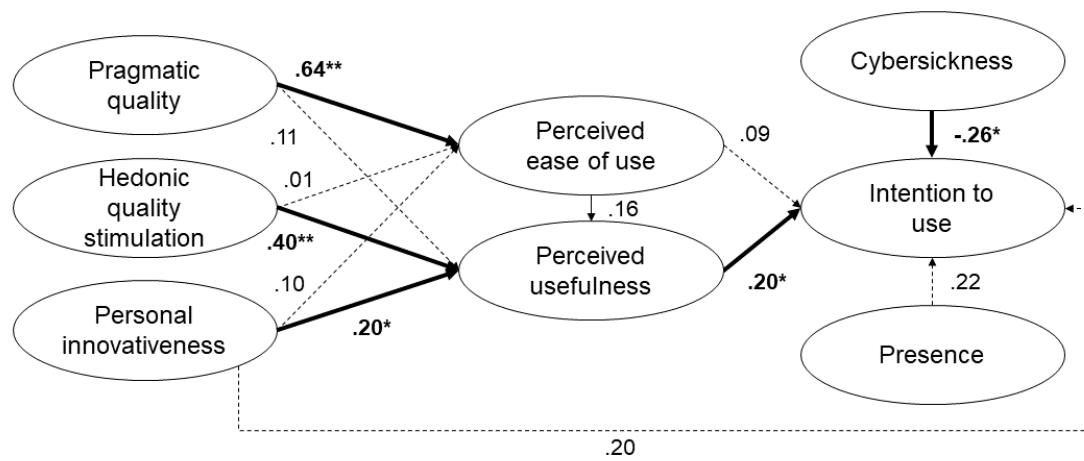 Pragmatic
quality
Hedonic
quality
stimulation
Personal
innovativeness
.64**
.11
.01
.40**
.10
.20*
Perceived
ease of use
.16
Perceived
usefulness
.09
.20*
Cybersickness
-.26*
Intention to
use
.22
Presence
.20